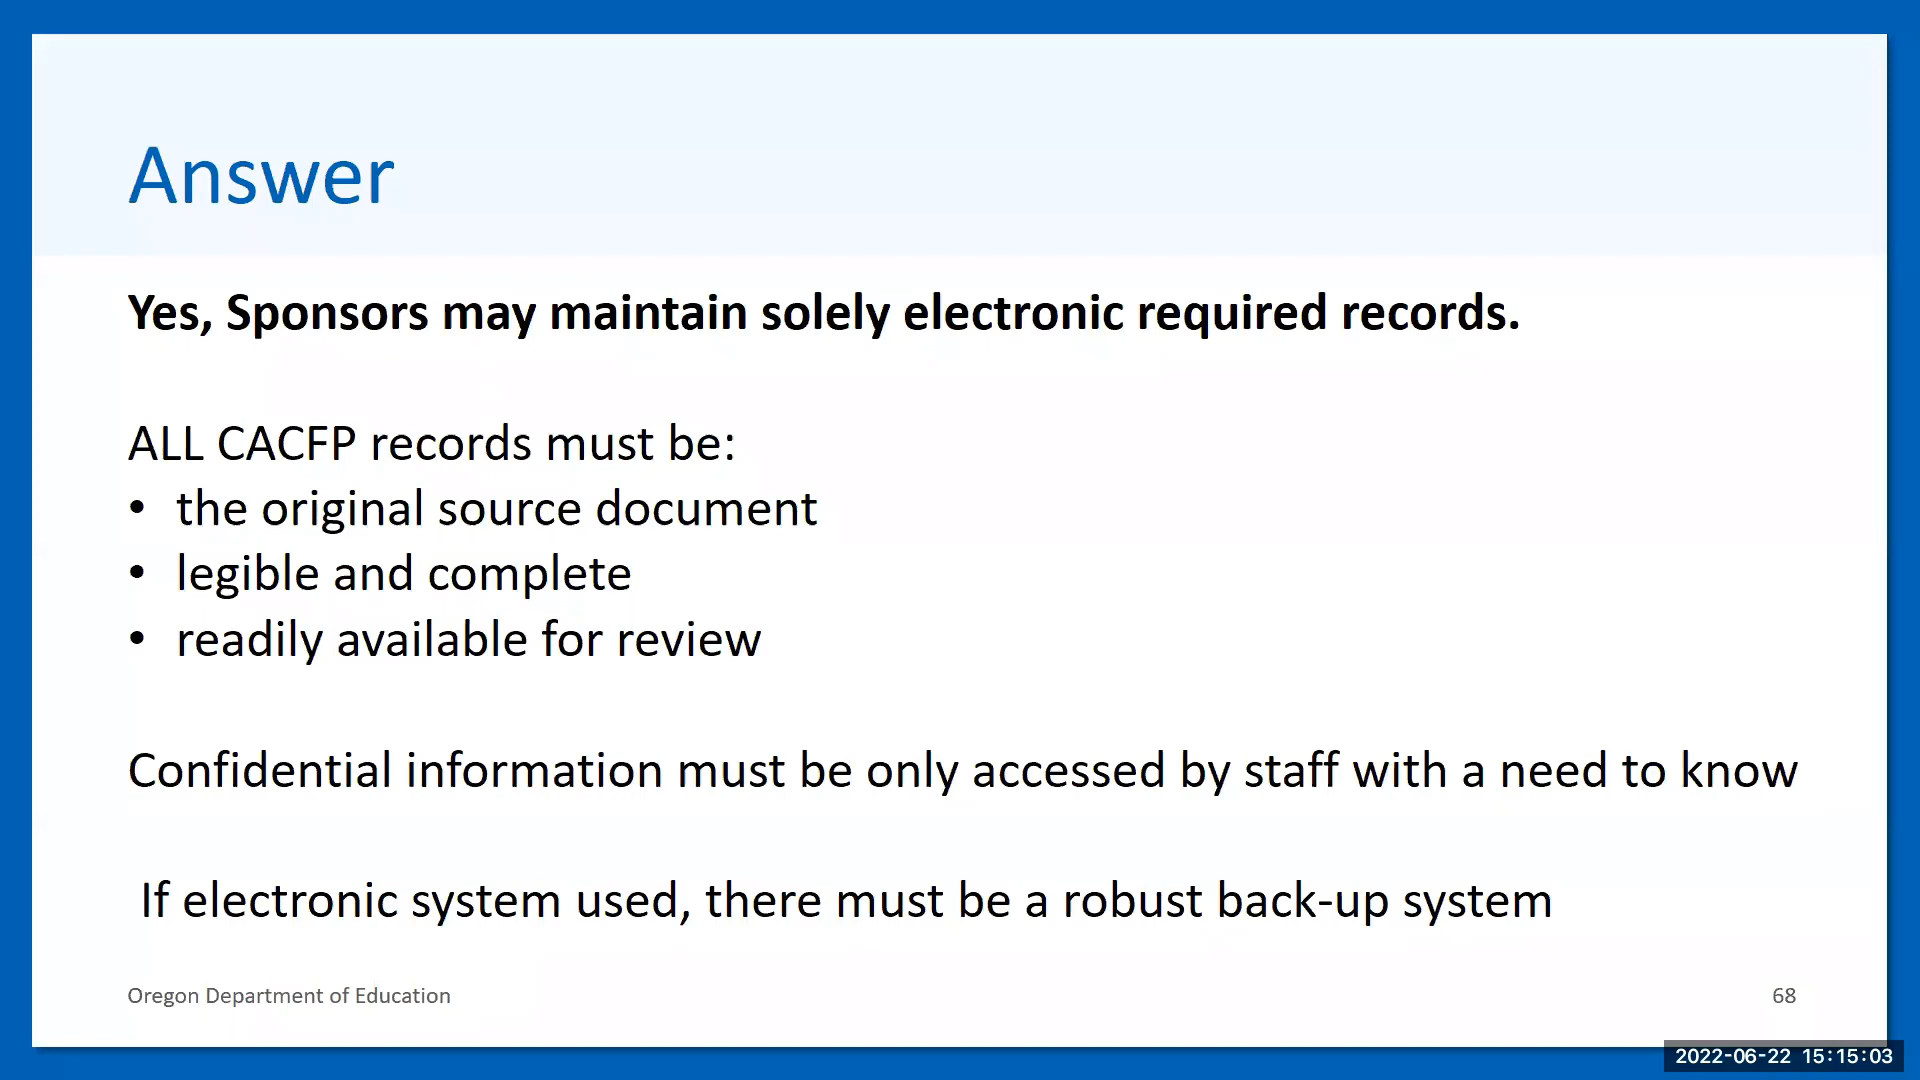 Answer
Yes, Sponsors may maintain solely electronic required records.
ALL CACFP records must be:
• the original source document
• legible and complete
• readily available for review
Confidential information must be only accessed by staff with a need to know
If electronic system used, there must be a robust back-up system
Oregon Department of Education
68
2022-06-22 15:15:03